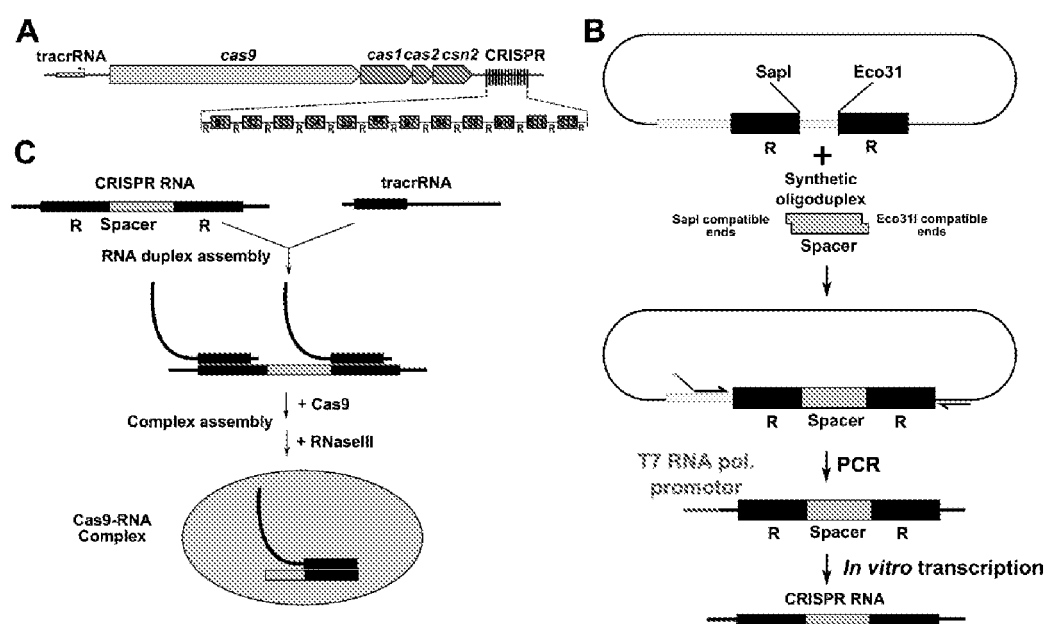 A
tracrRNA cas9 cas1 cas2 csn2 CRISPR
R R R R R R R R R R R R R
B
SapI Eco31
R R
+
Synthetic
oligoduplex
SapI compatible
ends
Eco31I compatible
ends
Spacer
R Spacer R
T7 RNA pol.
promotor
PCR
R Spacer R
In vitro transcription
CRISPR RNA
C
CRISPR RNA tracrRNA
R Spacer R
RNA duplex assembly
+ Cas9
Complex assembly
+ RNaseIII
Cas9-RNA
Complex